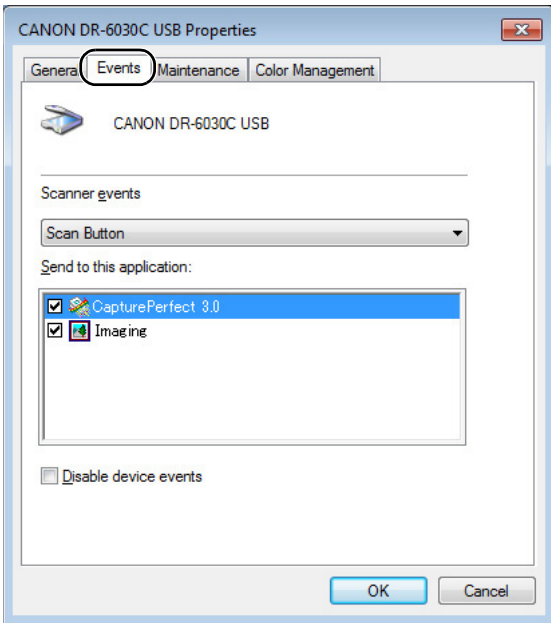 CANON DR-6030C USB Properties
General Events Maintenance Color Management
CANON DR-6030C USB
Scanner events
Scan Button
Send to this application:
CapturePerfect 3.0
Imaging
Disable device events
OK Cancel